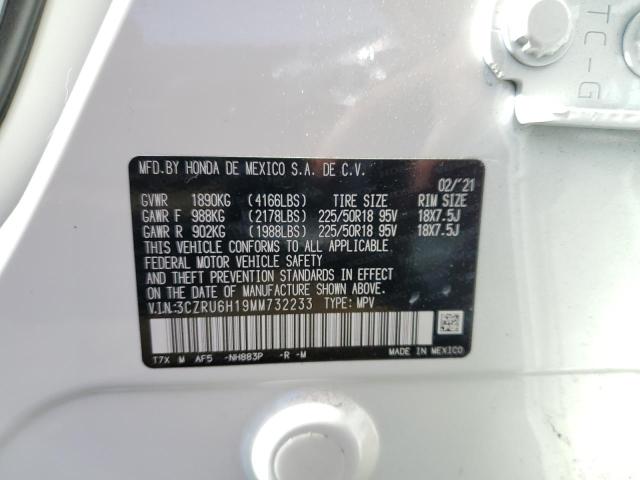 TC-G
MFD.BY HONDA DE MEXICO S.A. DE C.V.
02/'21
GVWR 1890KG (4166LBS) TIRE SIZE RIM SIZE
GAWR F 988KG (2178LBS) 225/50R18 95V 18X7.5J
GAWR R 902KG (1988LBS) 225/50R18 95V 18X7.5J
THIS VEHICLE CONFORMS TO ALL APPLICABLE
FEDERAL MOTOR VEHICLE SAFETY
AND THEFT PREVENTION STANDARDS IN EFFECT
ON THE DATE OF MANUFACTURE SHOWN ABOVE.
V.I.N.:3CZRU6H19MM732233 TYPE: MPV
T7X M AF5 -NH883P -R -M
MADE IN MEXICO